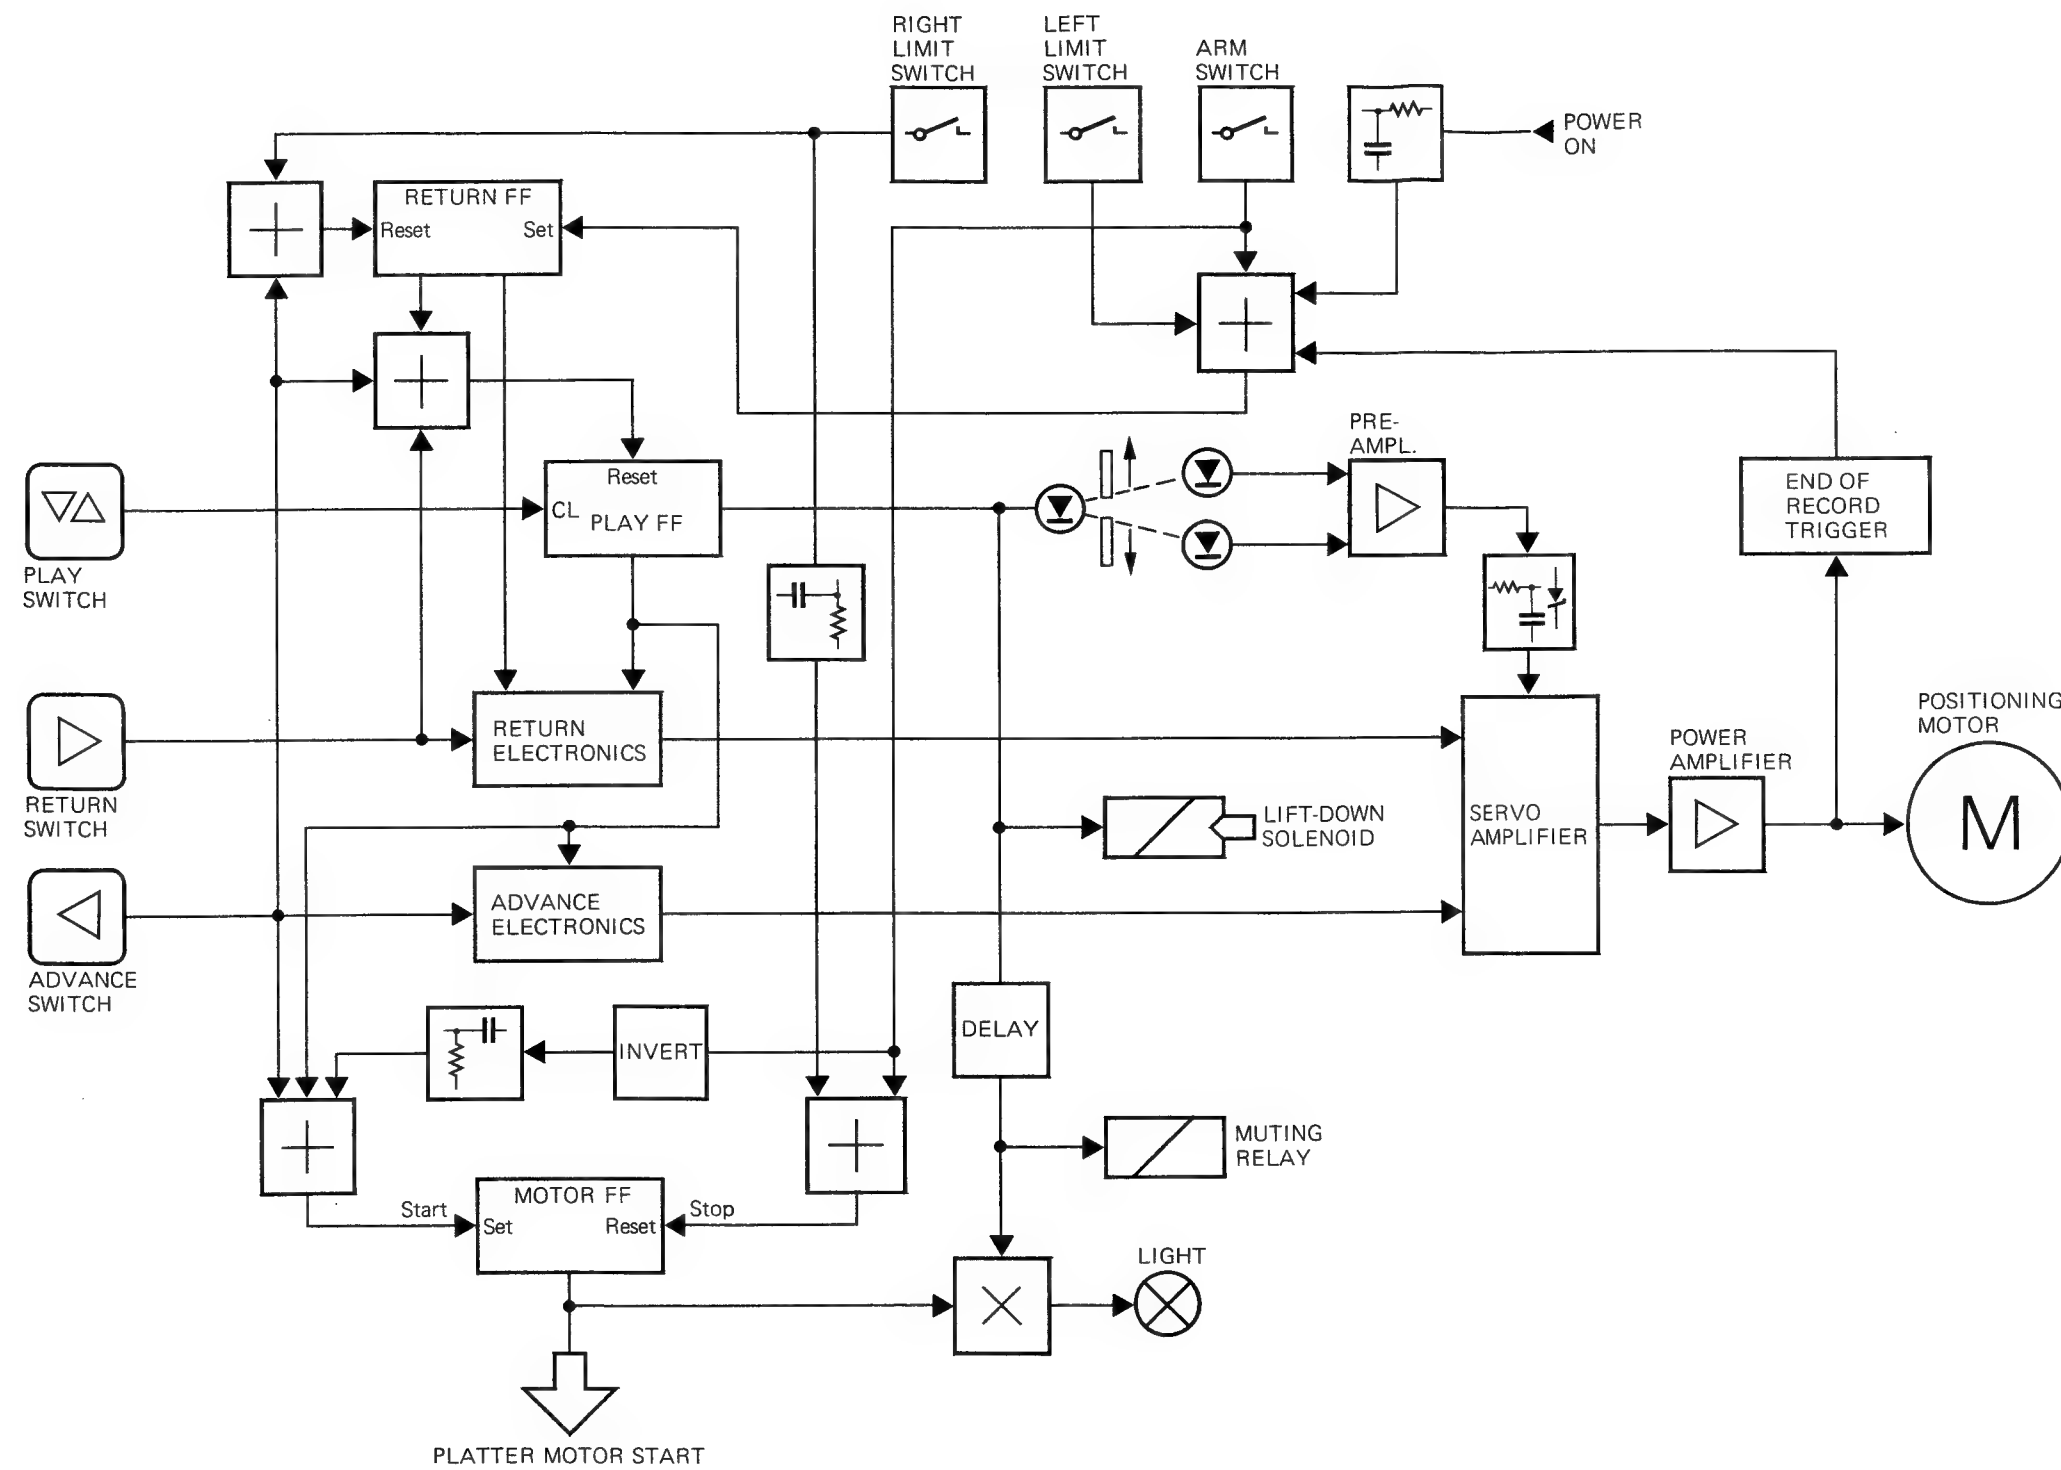 RIGHT
LIMIT
SWITCH
LEFT
LIMIT
SWITCH
ARM
SWITCH
POWER
ON
RETURN FF
Reset
Set
PRE-
AMPL.
Reset
CL
PLAY FF
END OF
RECORD
TRIGGER
PLAY
SWITCH
RETURN
ELECTRONICS
RETURN
SWITCH
POSITIONING
MOTOR
POWER
AMPLIFIER
M
LIFT-DOWN
SOLENOID
SERVO
AMPLIFIER
ADVANCE
ELECTRONICS
ADVANCE
SWITCH
INVERT
DELAY
MUTING
RELAY
MOTOR FF
Start
Set
Reset
Stop
LIGHT
PLATTER MOTOR START